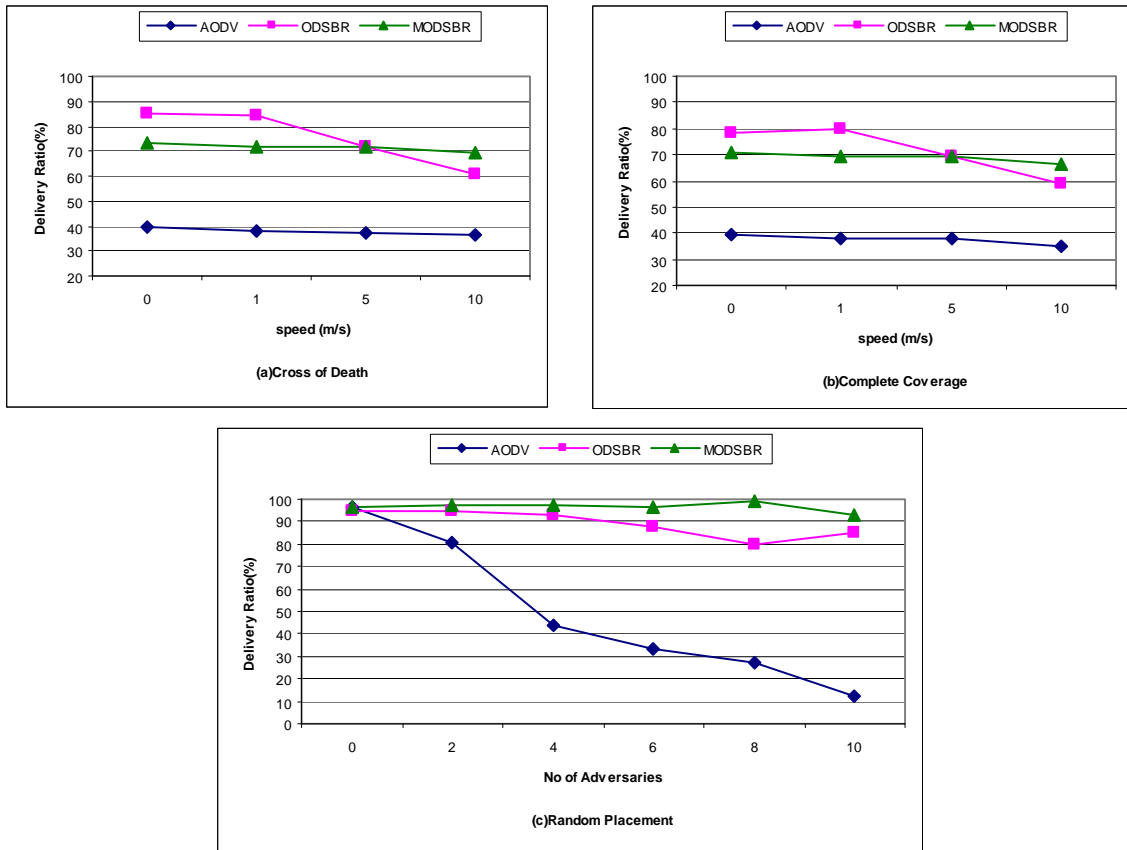 AODV ODSBR MODSBR
100
90
80
70
60
50
40
30
20
Delivery Ratio(%)
0 1 5 10
speed (m/s)
(a)Cross of Death
AODV ODSBR MODSBR
100
90
80
70
60
50
40
30
20
Delivery Ratio(%)
0 1 5 10
speed (m/s)
(b)Complete Coverage
AODV ODSBR MODSBR
100
90
80
70
60
50
40
30
20
10
0
Delivery Ratio(%)
0 2 4 6 8 10
No of Adversaries
(c)Random Placement